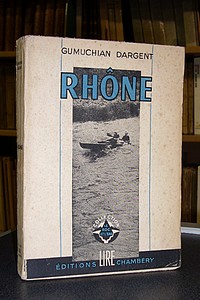 GUMUCHIAN DARGENT
RHÔNE
EDITIONS LIRE CHAMBERY